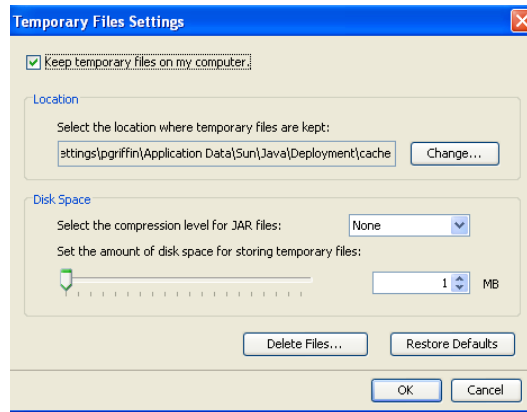 Temporary Files Settings
Keep temporary files on my computer.
Location
Select the location where temporary files are kept:
ettings\pgriffin\Application Data\Sun\Java\Deployment\cache Change...
Disk Space
Select the compression level for JAR files: None
Set the amount of disk space for storing temporary files:
1 MB
Delete Files... Restore Defaults
OK Cancel